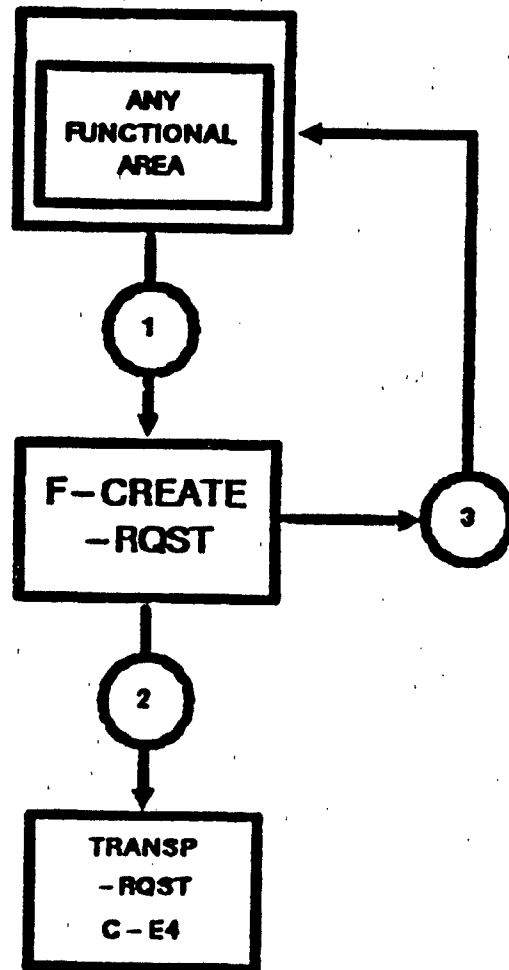 ANY
FUNCTIONAL
AREA
1
F-CREATE
-RQST
3
2
TRANSP
-RQST
C-E4